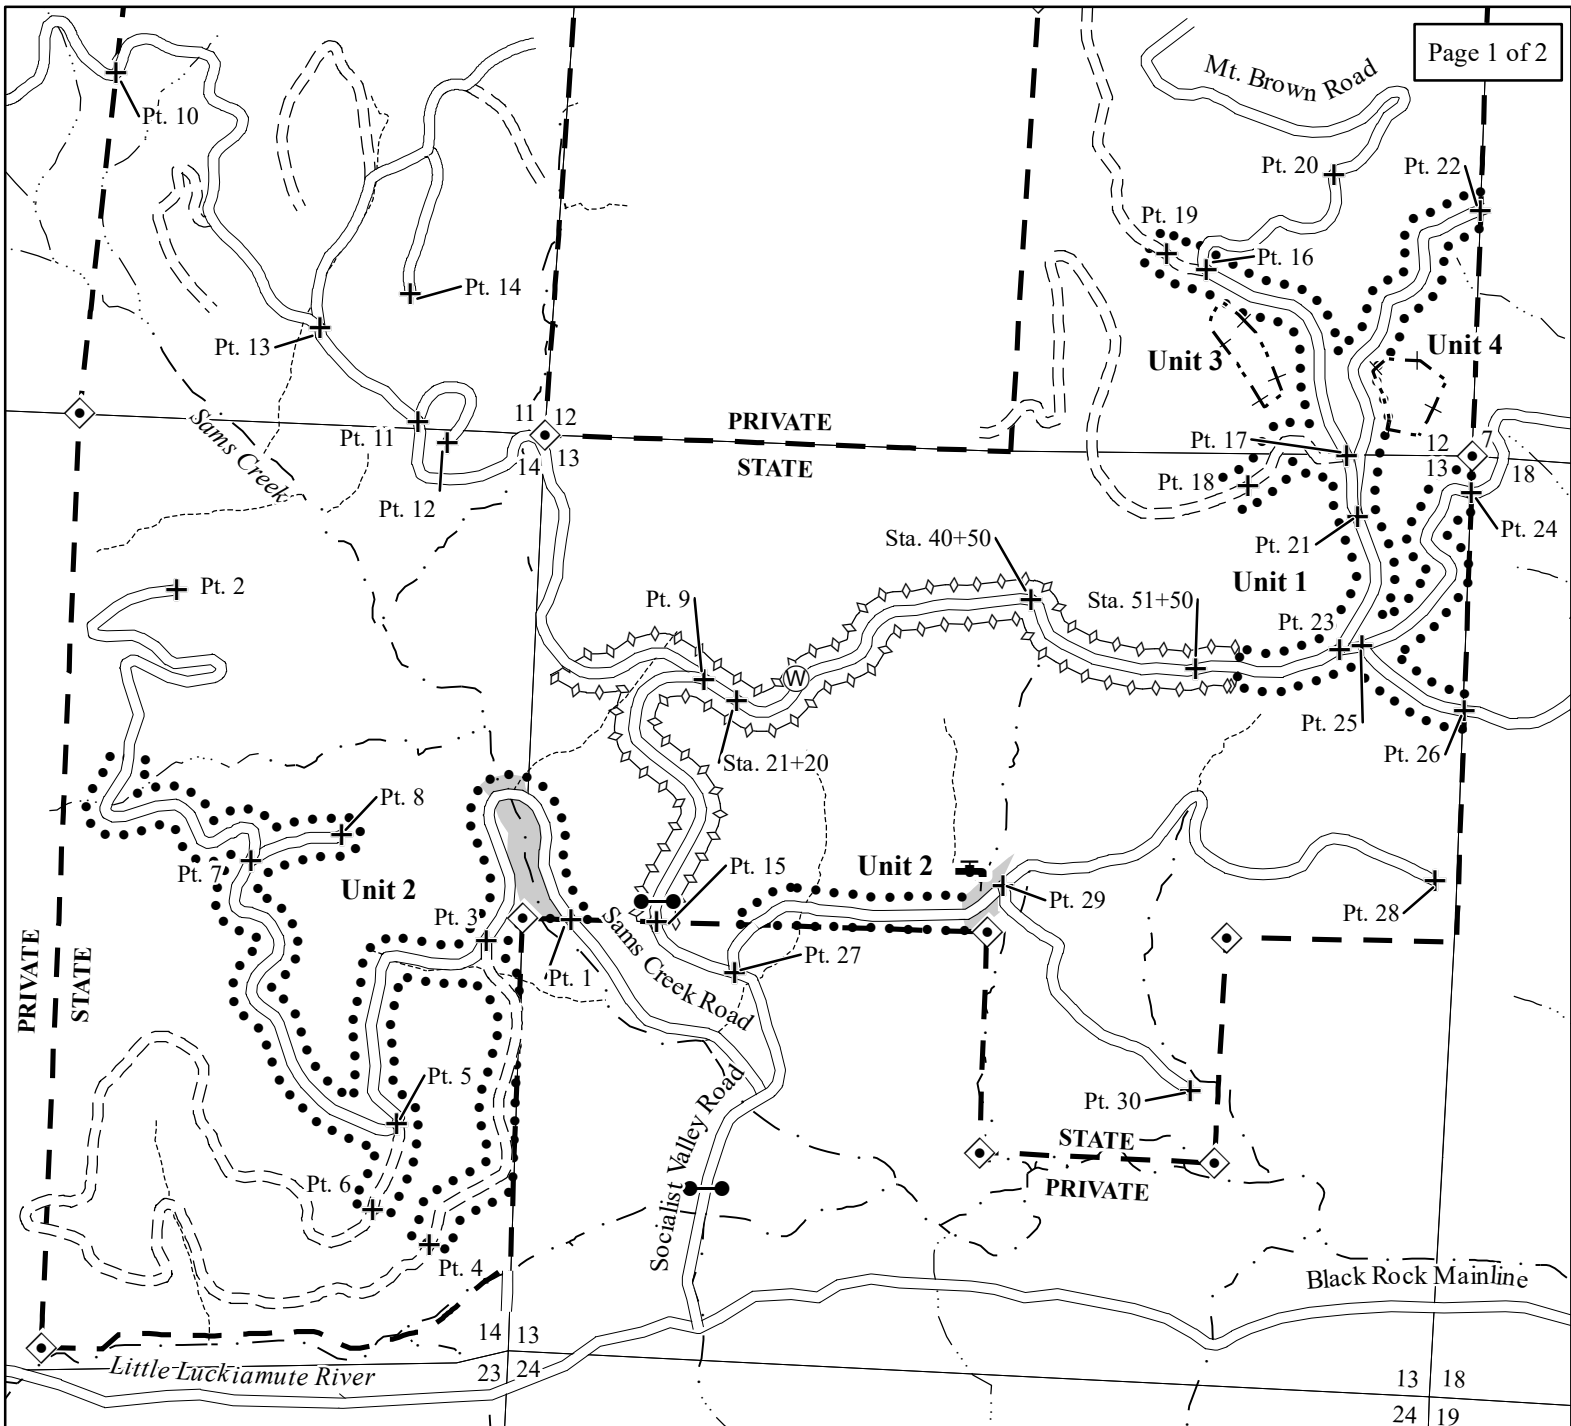 Page 1 of 2
Mt. Brown Road
Pt. 10
Pt. 20
Pt. 22
Pt. 19
Pt. 16
Pt. 14
Pt. 13
Unit 3
Unit 4
Sams Creek
Pt. 11
11
12
14
13
PRIVATE
STATE
Pt. 17
12
7
13
18
Pt. 12
Pt. 18
Pt. 24
Sta. 40+50
Pt. 21
Pt. 2
Unit 1
Pt. 9
Sta. 51+50
Pt. 23
W
Pt. 25
Pt. 26
Sta. 21+20
Pt. 8
Pt. 7
Unit 2
Pt. 15
Unit 2
Pt. 29
Pt. 28
Pt. 3
Pt. 1
Sams Creek Road
Pt. 27
PRIVATE
STATE
Pt. 5
Socialist Valley Road
Pt. 30
STATE
PRIVATE
Pt. 6
Pt. 4
Black Rock Mainline
14
13
23
24
Little Luckiamute River
13
18
24
19